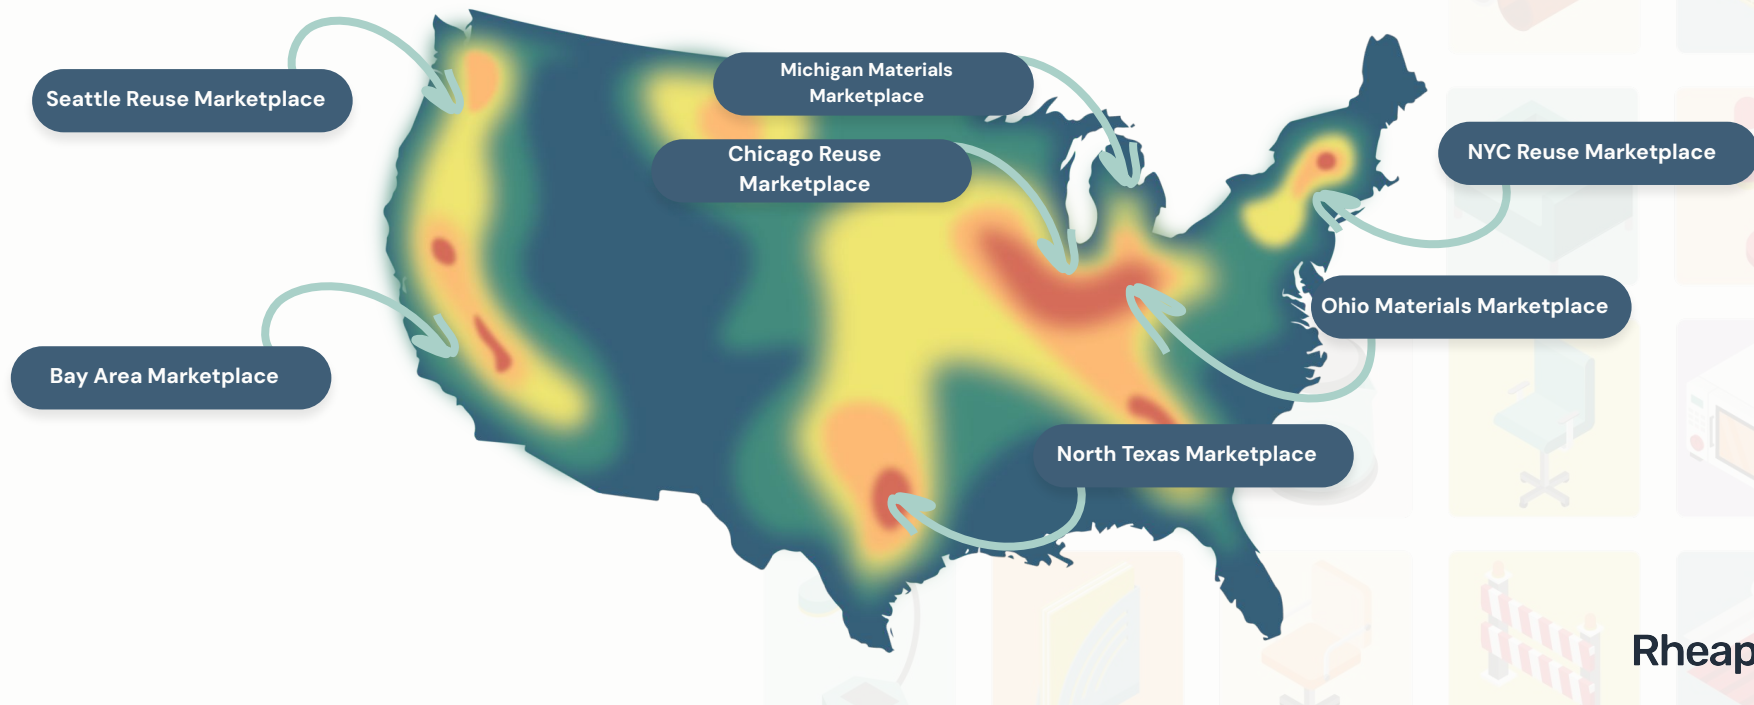 Seattle Reuse Marketplace
Michigan Materials
Marketplace
Chicago Reuse
Marketplace
NYC Reuse Marketplace
Ohio Materials Marketplace
Bay Area Marketplace
North Texas Marketplace
Rheap